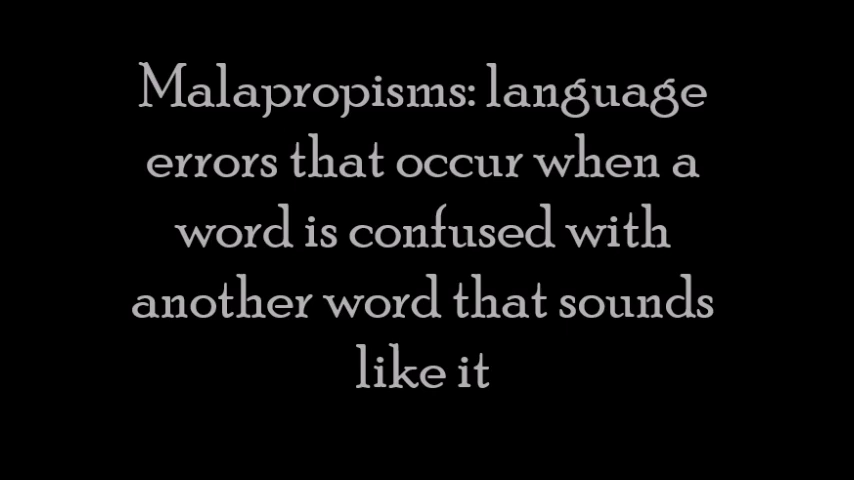 Malapropisms: language
errors that occur when a
word is confused with
another word that sounds
like it